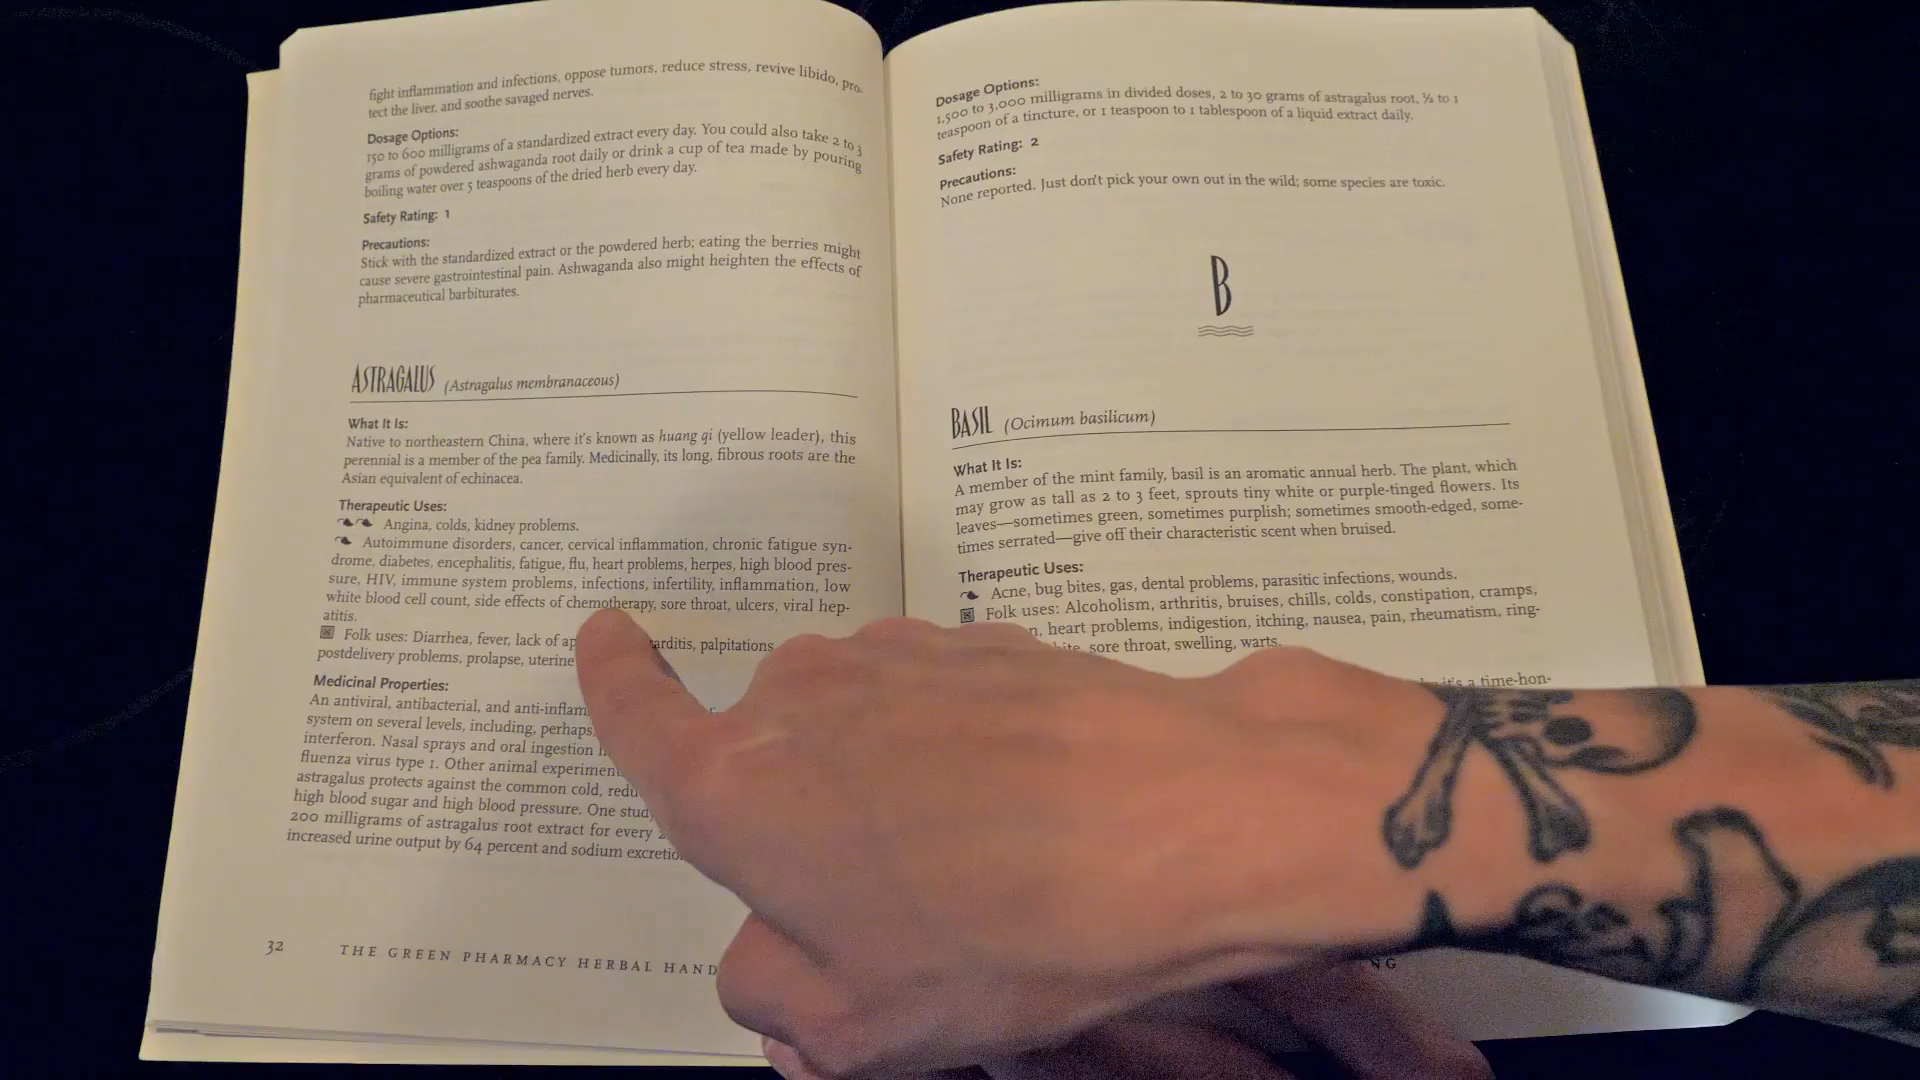 fight inflammation and infections, oppose tumors, reduce stress, revive libido, pro-
tect the liver, and soothe savaged nerves.
Dosage Options:
150 to 600 milligrams of a standardized extract every day. You could also take 2 to 3
grams of powdered ashwaganda root daily or drink a cup of tea made by pouring
boiling water over 5 teaspoons of the dried herb every day.
Safety Rating: 1
Precautions:
Stick with the standardized extract or the powdered herb; eating the berries might
cause severe gastrointestinal pain. Ashwaganda also might heighten the effects of
pharmaceutical barbiturates.
ASTRAGALUS (Astragalus membranaceous)
What It Is:
Native to northeastern China, where it's known as huang qi (yellow leader), this
perennial is a member of the pea family. Medicinally, its long, fibrous roots are the
Asian equivalent of echinacea.
Therapeutic Uses:
Angina, colds, kidney problems.
Autoimmune disorders, cancer, cervical inflammation, chronic fatigue syn-
drome, diabetes, encephalitis, fatigue, flu, heart problems, herpes, high blood pres-
sure, HIV, immune system problems, infections, infertility, inflammation, low
white blood cell count, side effects of chemotherapy, sore throat, ulcers, viral hep-
atitis.
Folk uses: Diarrhea, fever, lack of ap arditis, palpitations
postdelivery problems, prolapse, uterine
Medicinal Properties:
An antiviral, antibacterial, and anti-inflam
system on several levels, including, perhaps,
interferon. Nasal sprays and oral ingestion
fluenza virus type 1. Other animal experimen
astragalus protects against the common cold, redu
high blood sugar and high blood pressure. One study
200 milligrams of astragalus root extract for every 2
increased urine output by 64 percent and sodium excretio
32 THE GREEN PHARMACY HERBAL HAND
Dosage Options:
1,500 to 3,000 milligrams in divided doses, 2 to 30 grams of astragalus root, ½ to 1
teaspoon of a tincture, or 1 teaspoon to 1 tablespoon of a liquid extract daily.
Safety Rating: 2
Precautions:
None reported. Just don't pick your own out in the wild; some species are toxic.
B
BASIL (Ocimum basilicum)
What It Is:
A member of the mint family, basil is an aromatic annual herb. The plant, which
may grow as tall as 2 to 3 feet, sprouts tiny white or purple-tinged flowers. Its
leaves—sometimes green, sometimes purplish; sometimes smooth-edged, some-
times serrated—give off their characteristic scent when bruised.
Therapeutic Uses:
Acne, bug bites, gas, dental problems, parasitic infections, wounds.
Folk uses: Alcoholism, arthritis, bruises, chills, colds, constipation, cramps,
n, heart problems, indigestion, itching, nausea, pain, rheumatism, ring-
bite, sore throat, swelling, warts.
it's a time-hon-
NG